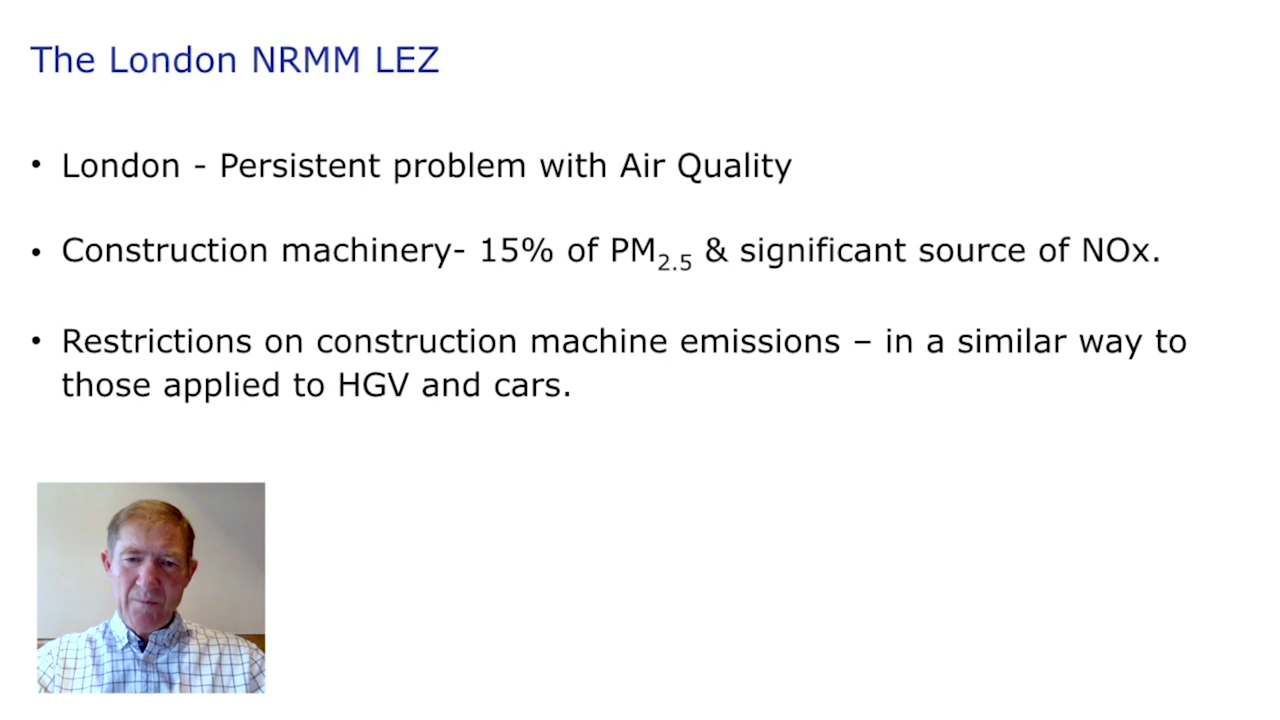 The London NRMM LEZ
• London - Persistent problem with Air Quality
• Construction machinery- 15% of PM2.5 & significant source of NOx.
• Restrictions on construction machine emissions – in a similar way to
those applied to HGV and cars.